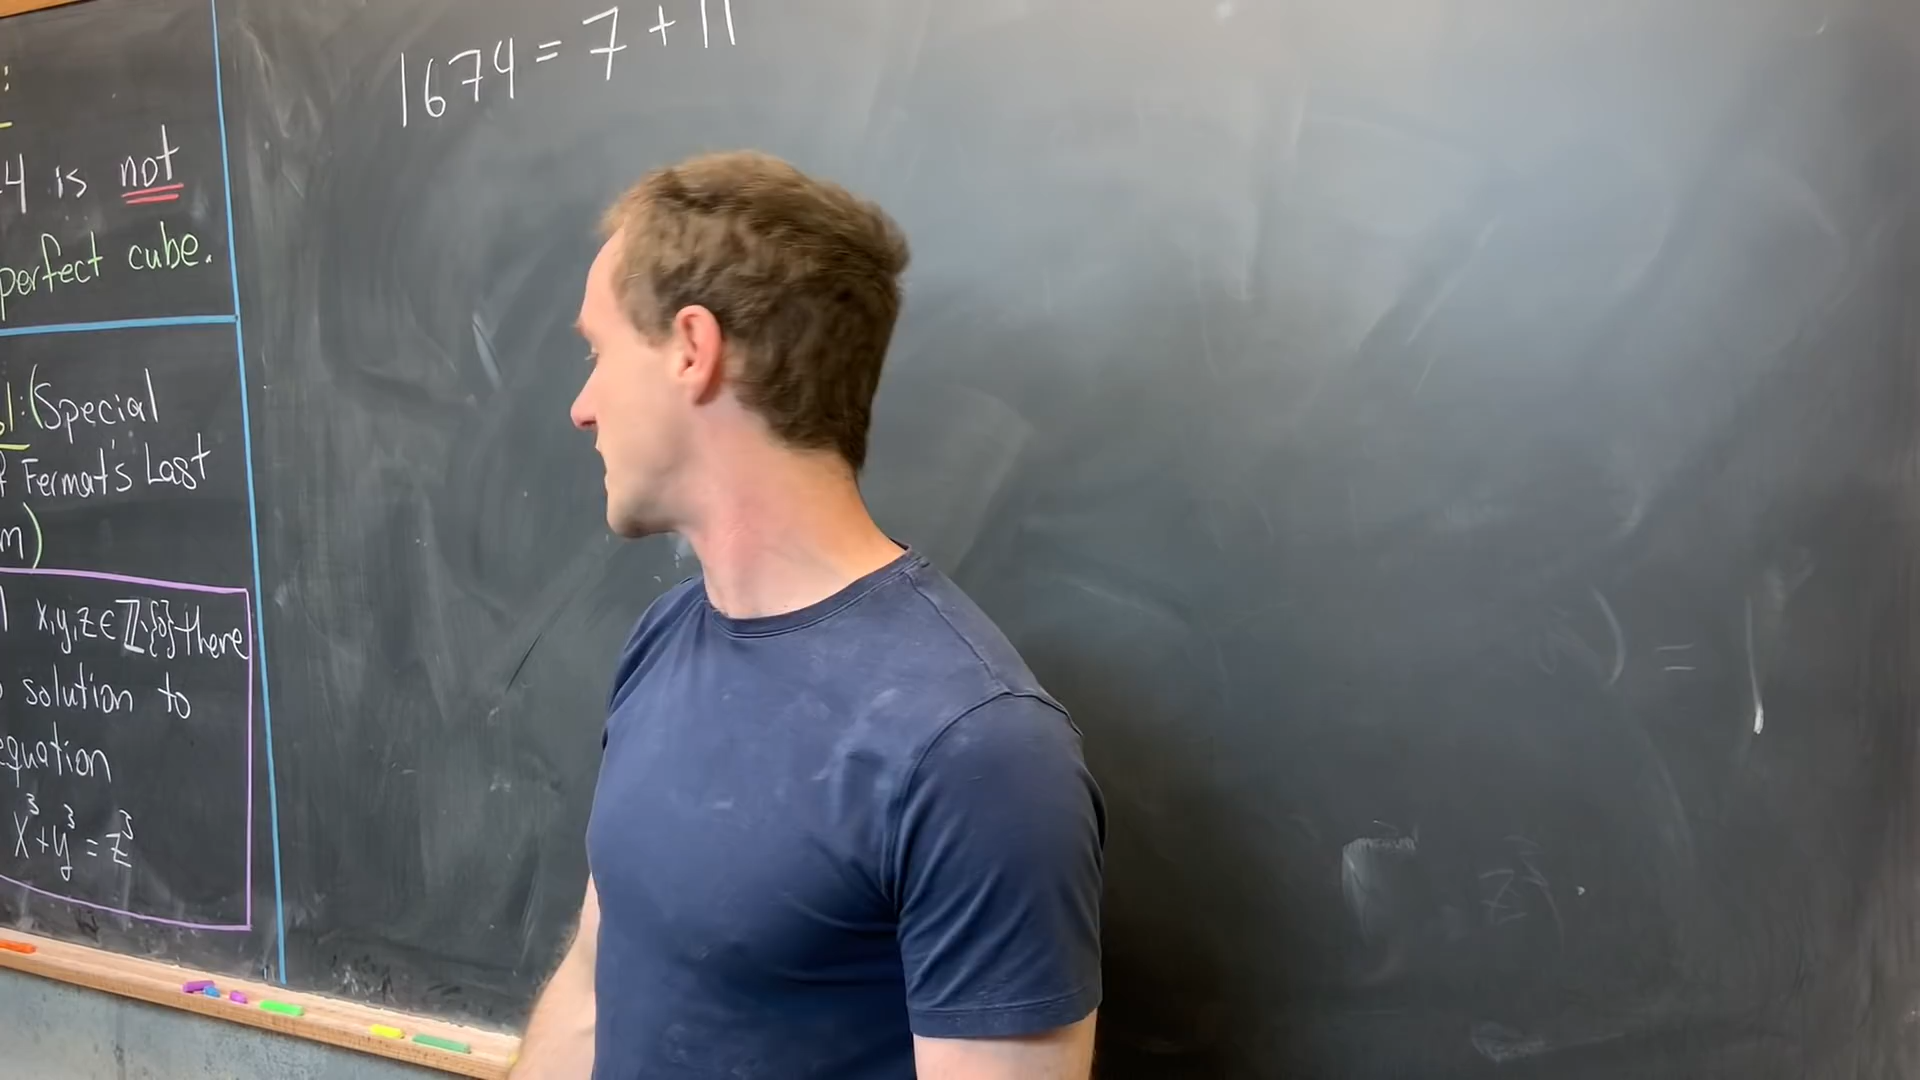 :
4 is not
perfect cube.
1: (Special
f Fermat's Last
m)
x,y,z ∈ ℤ\{0} there
solution to
equation
x³+y³=z³
1674 = 7 + 11
) =
z